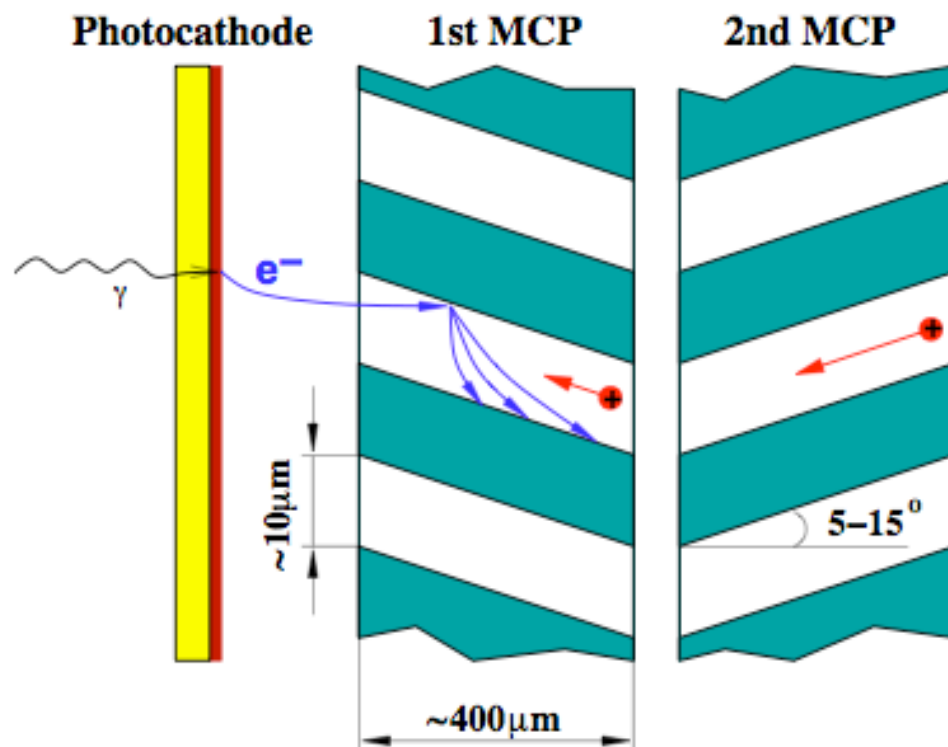 Photocathode
1st MCP
2nd MCP
γ
e−
+
+
~10μm
5−15°
~400μm